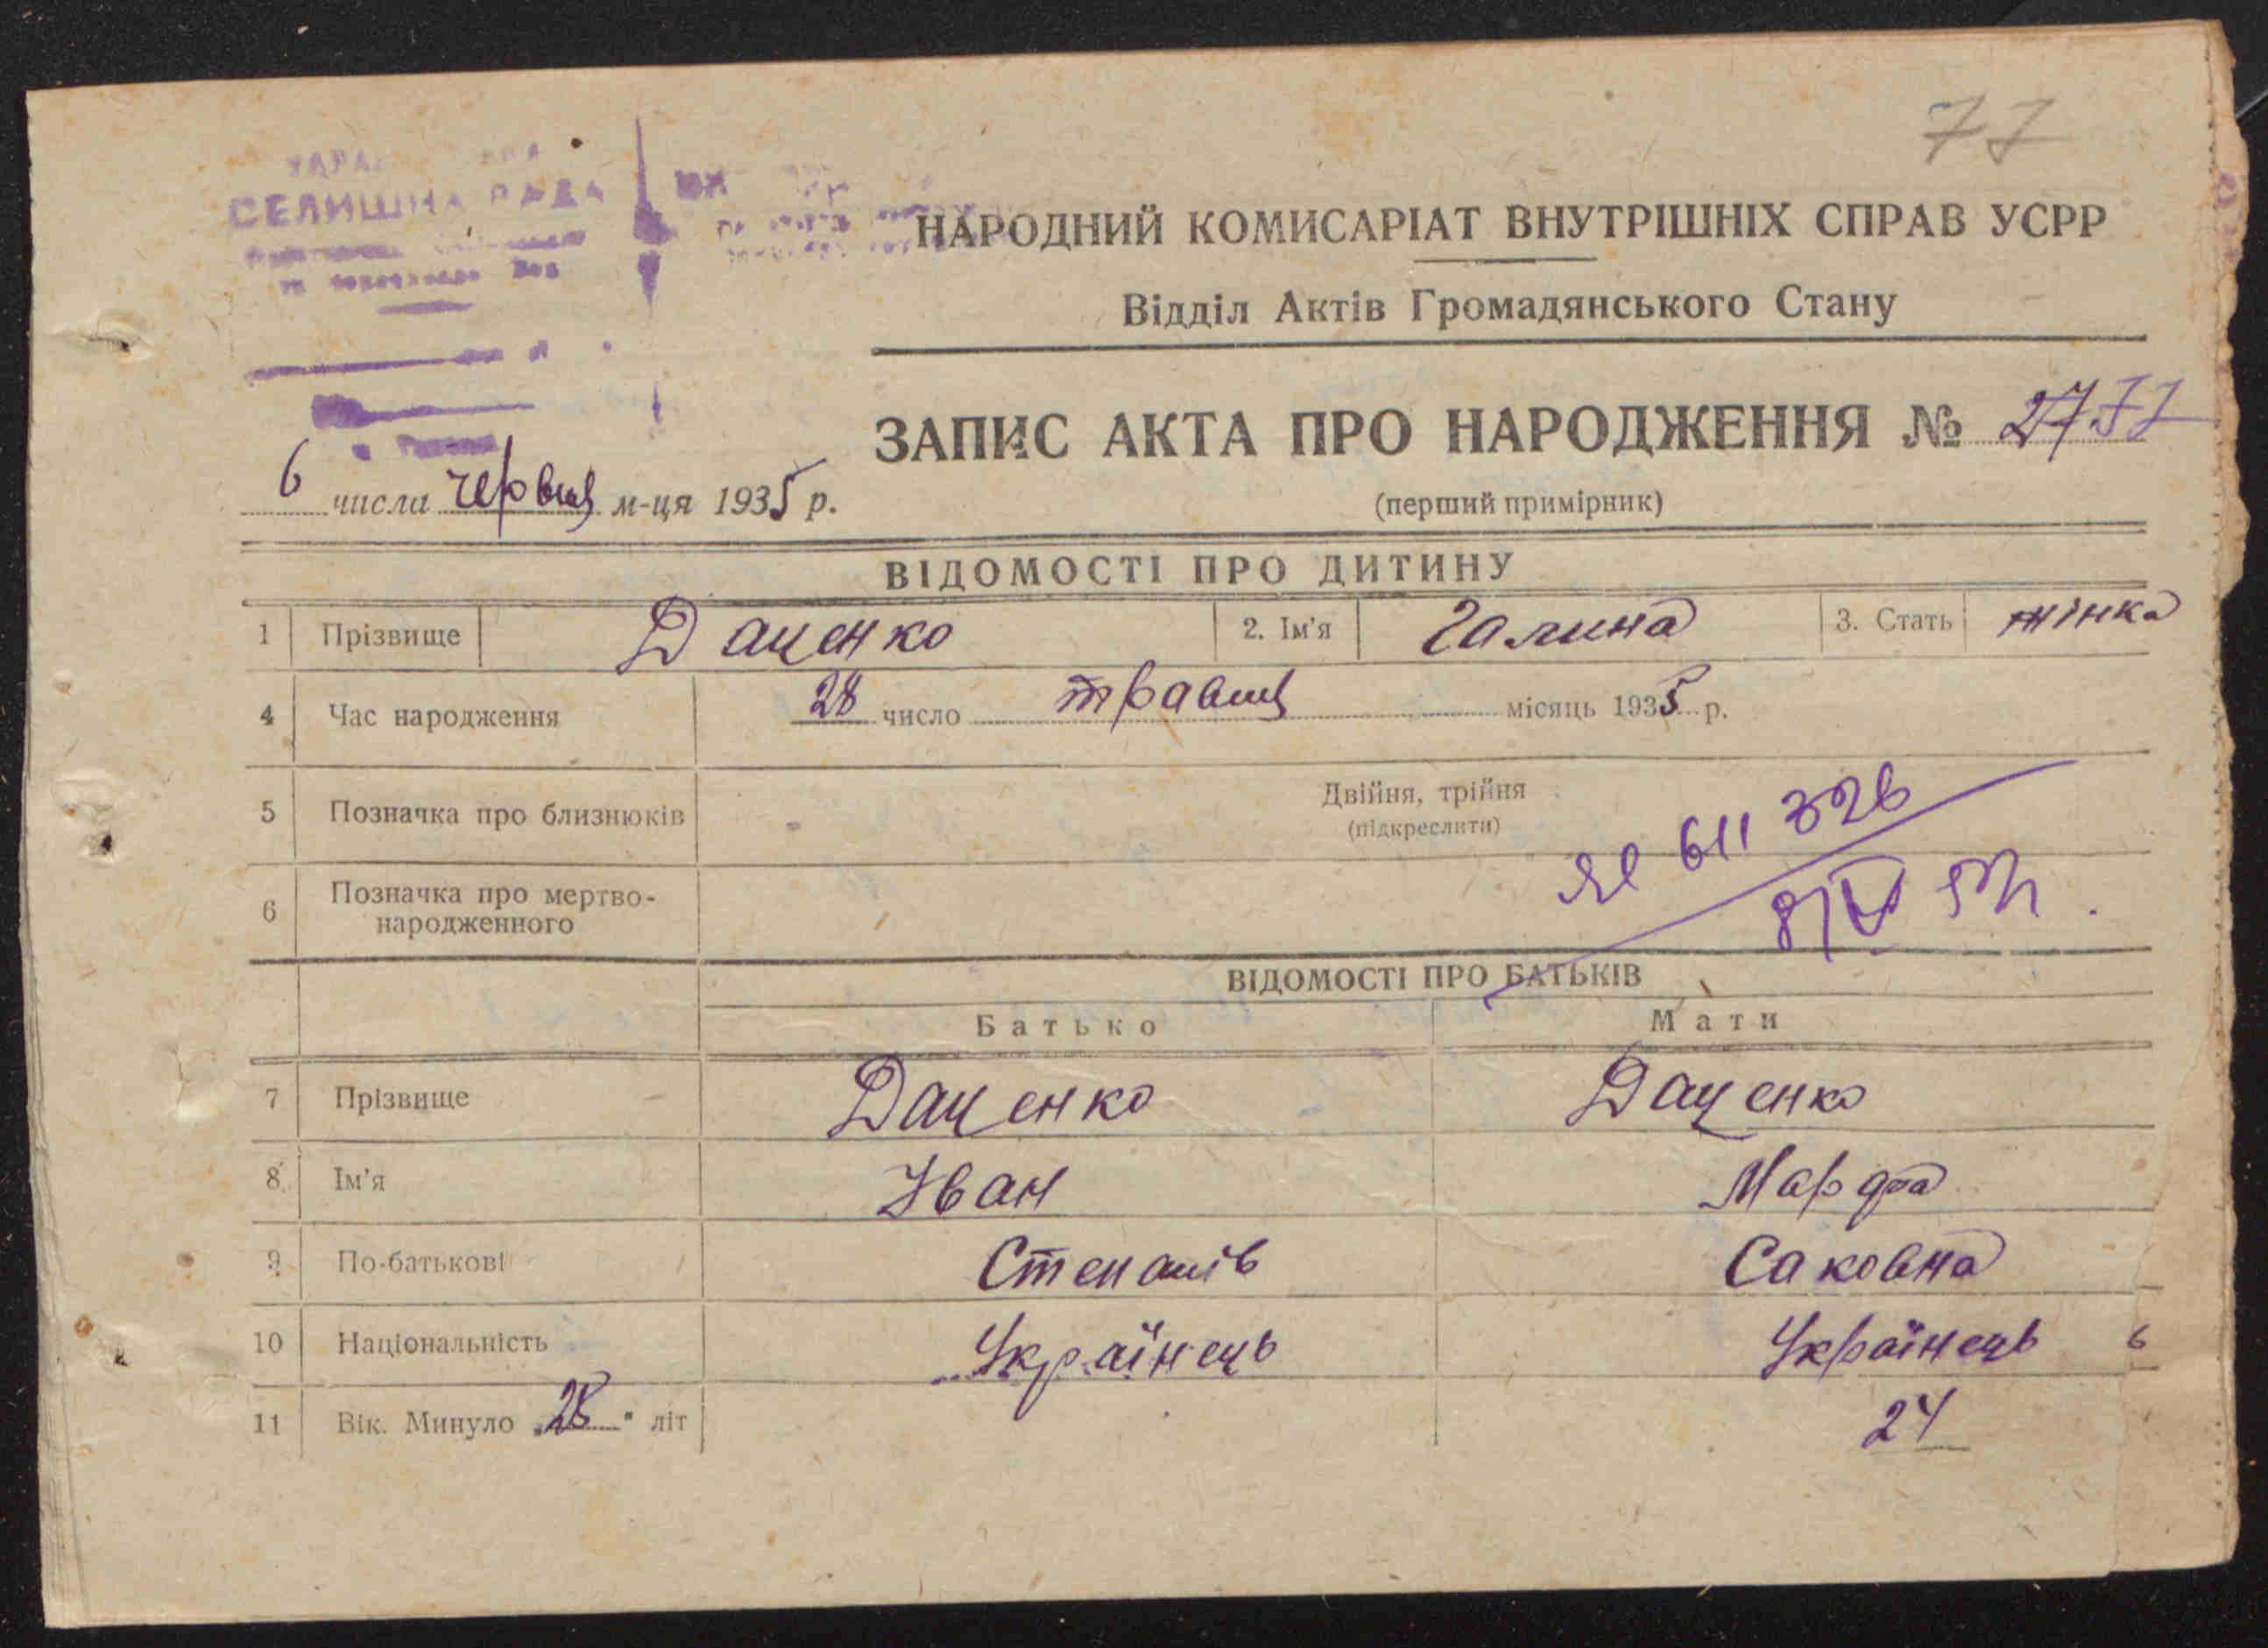 77
СЕЛИЩНА РАДА
НАРОДНИЙ КОМИСАРІАТ ВНУТРІШНІХ СПРАВ УСРР
Відділ Актів Громадянського Стану
ЗАПИС АКТА ПРО НАРОДЖЕННЯ №
6 числа червця м-ця 1935 р.
(перший примірник)
ВІДОМОСТІ ПРО ДИТИНУ
1 Прізвище Даценко 2. Ім'я Галина 3. Стать жінка
4 Час народження 28 число травня місяць 1935 р.
5 Позначка про близнюків Двійня, трійня
(підкреслити)
611 326
6 Позначка про мертво-
народженного
ВІДОМОСТІ ПРО БАТЬКІВ
Батько Мати
7 Прізвище Даценко Даценко
8 Ім'я Іван Марфа
9 По-батькові Степанів Саковна
10 Національність Українець Українець
11 Вік. Минуло „28" літ 24